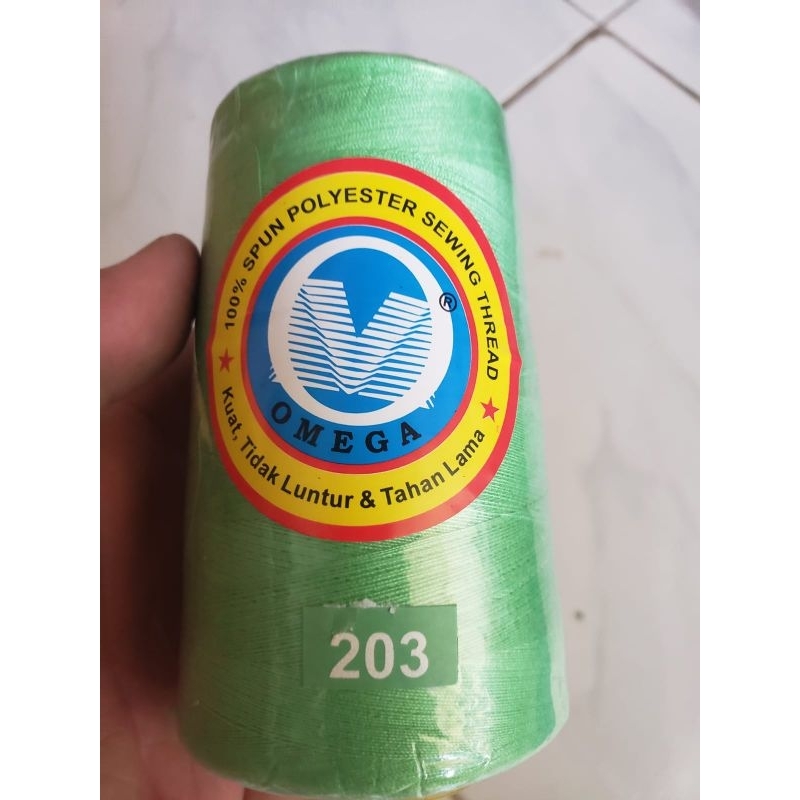 100% SPUN POLYESTER SEWING THREAD
®
OMEGA
Kuat, Tidak Luntur & Tahan Lama
203